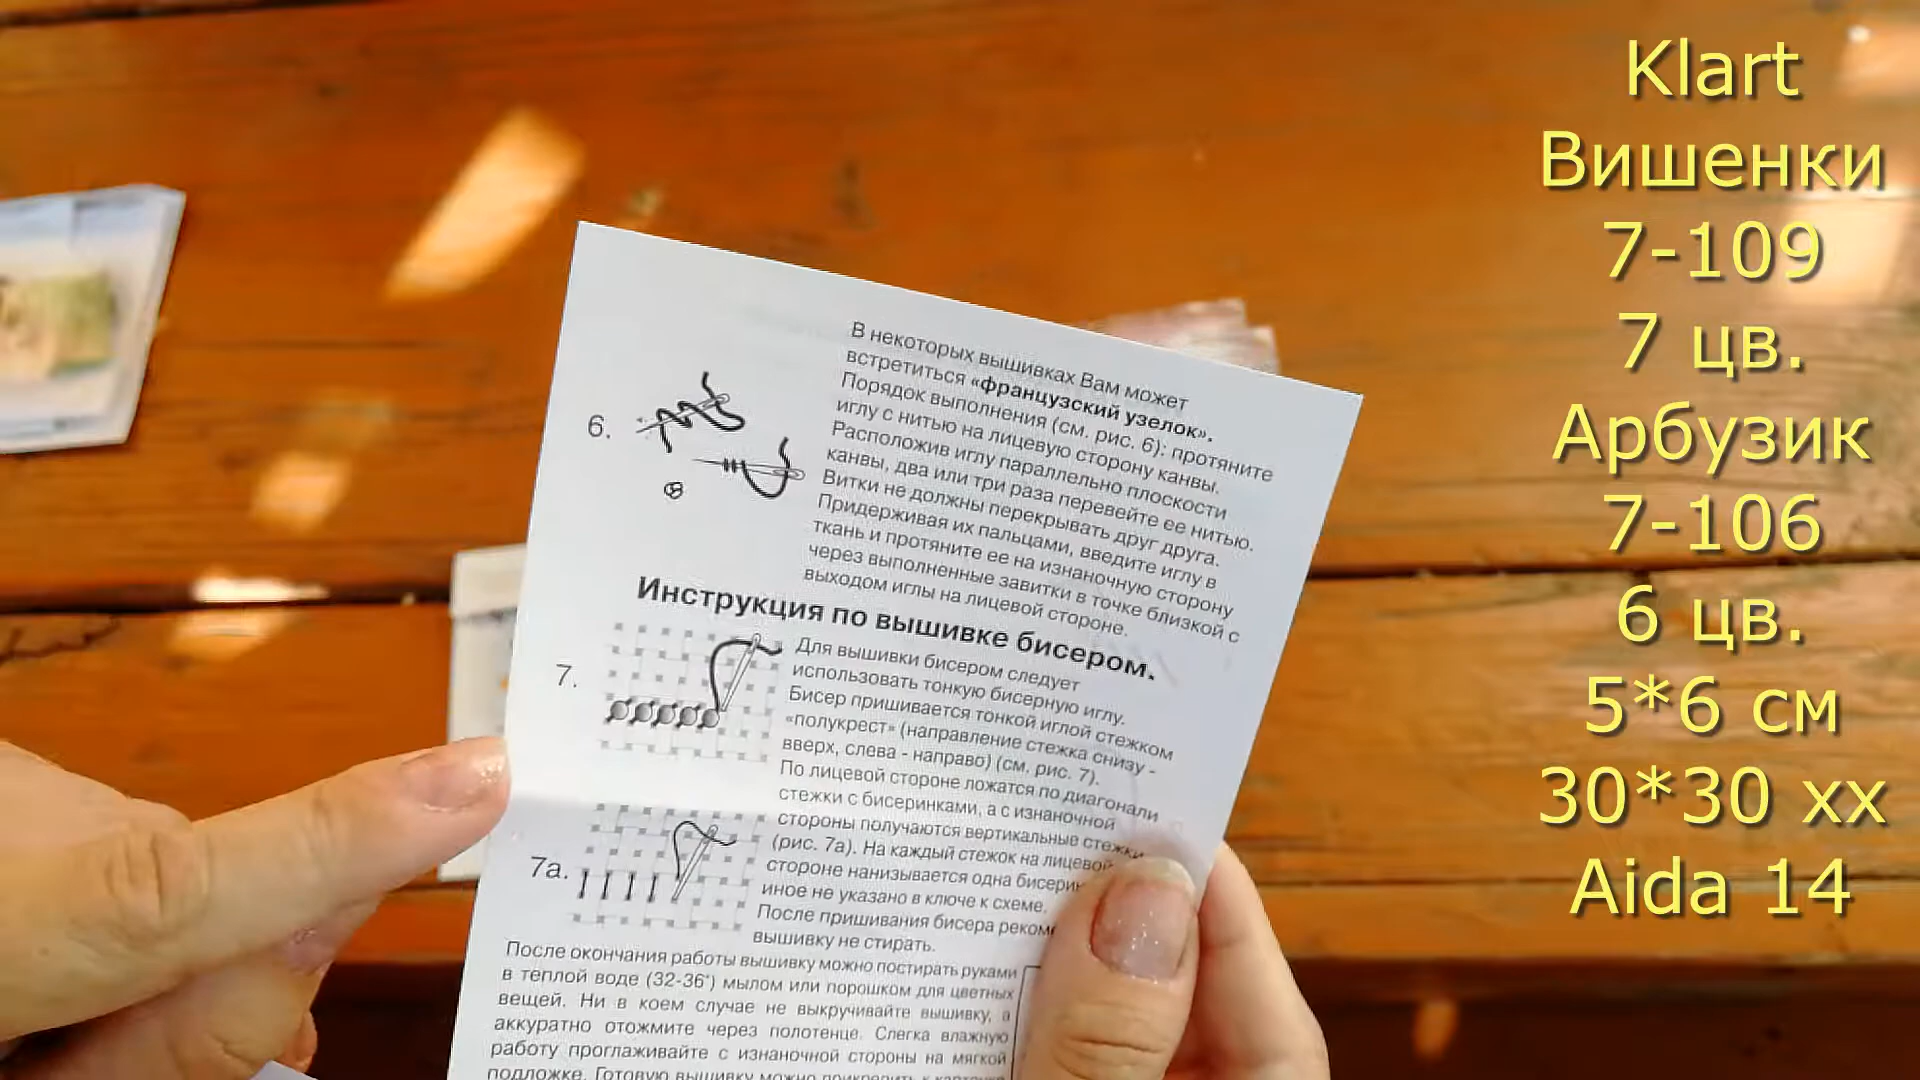 Klart
Вишенки
7-109
7 цв.
Арбузик
7-106
6 цв.
5*6 см
30*30 хх
Aida 14
В некоторых вышивках Вам может
встретиться «французский узелок».
Порядок выполнения (см. рис. 6): протяните
иглу с нитью на лицевую сторону канвы.
Расположив иглу параллельно плоскости
канвы, два или три раза перевейте ее нитью.
Витки не должны перекрывать друг друга.
Придерживая их пальцами, введите иглу в
ткань и протяните ее на изнаночную сторону
через выполненные завитки в точке близкой с
выходом иглы на лицевой стороне.
6.
Инструкция по вышивке бисером.
7.
Для вышивки бисером следует
использовать тонкую бисерную иглу.
Бисер пришивается тонкой иглой стежком
«полукрест» (направление стежка снизу -
вверх, слева - направо) (см. рис. 7).
По лицевой стороне ложатся по диагонали
стежки с бисеринками, а с изнаночной
стороны получаются вертикальные стежки
(рис. 7а). На каждый стежок на лицевой
7а.
стороне нанизывается одна
иное не указано в ключе к схеме.
После пришивания бисера
вышивку не стирать.
После окончания работы вышивку можно постирать руками
в теплой воде (32-36°) мылом или порошком для цветных
вещей. Ни в коем случае не выкручивайте вышивку, а
аккуратно отожмите через полотенце. Слегка влажную
работу проглаживайте с изнаночной стороны на мягкой
подложке. Готовую вышивку можно